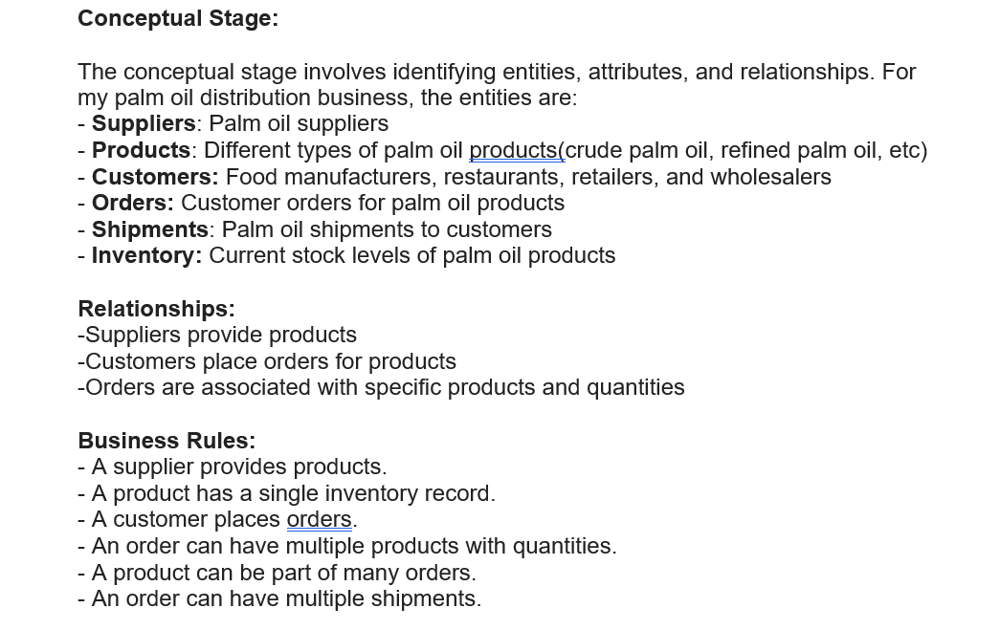 Conceptual Stage:
The conceptual stage involves identifying entities, attributes, and relationships. For
my palm oil distribution business, the entities are:
- Suppliers: Palm oil suppliers
- Products: Different types of palm oil products(crude palm oil, refined palm oil, etc)
- Customers: Food manufacturers, restaurants, retailers, and wholesalers
- Orders: Customer orders for palm oil products
- Shipments: Palm oil shipments to customers
- Inventory: Current stock levels of palm oil products
Relationships:
-Suppliers provide products
-Customers place orders for products
-Orders are associated with specific products and quantities
Business Rules:
- A supplier provides products.
- A product has a single inventory record.
- A customer places orders.
- An order can have multiple products with quantities.
- A product can be part of many orders.
- An order can have multiple shipments.